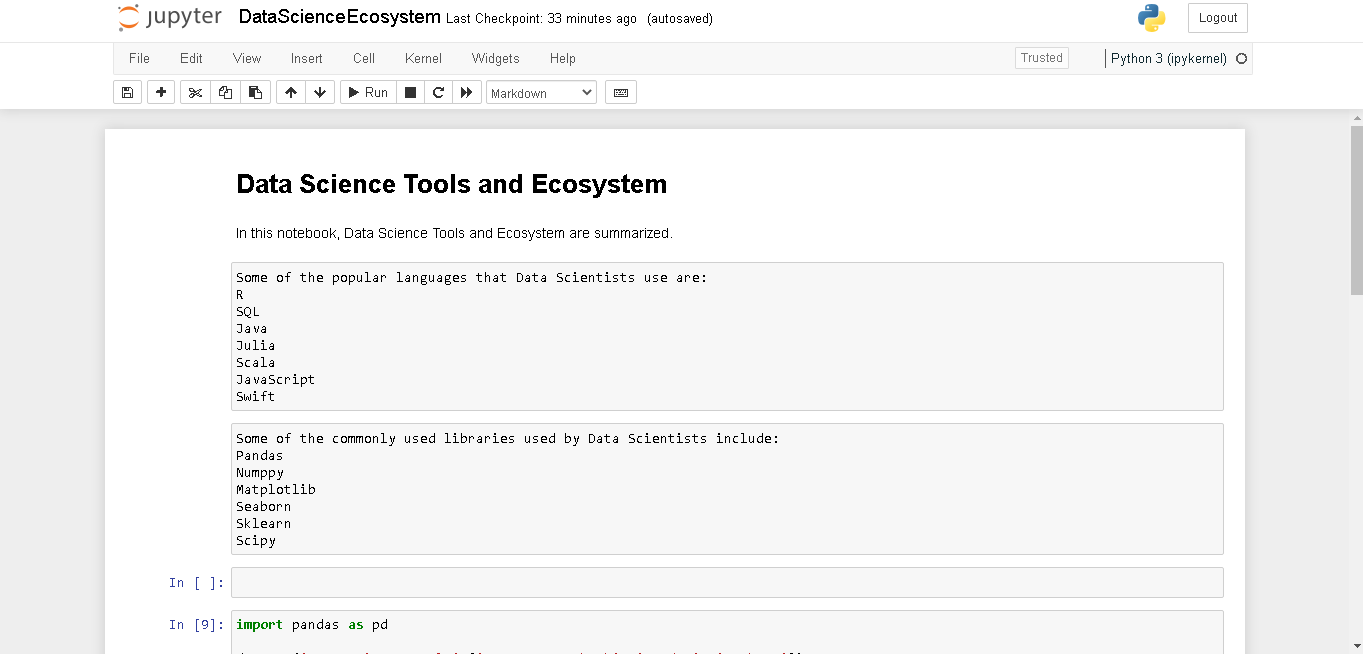 jupyter DataScienceEcosystem Last Checkpoint: 33 minutes ago (autosaved) Logout
File Edit View Insert Cell Kernel Widgets Help Trusted Python 3 (ipykernel)
Run Markdown
Data Science Tools and Ecosystem
In this notebook, Data Science Tools and Ecosystem are summarized.
Some of the popular languages that Data Scientists use are:
R
SQL
Java
Julia
Scala
JavaScript
Swift
Some of the commonly used libraries used by Data Scientists include:
Pandas
Numppy
Matplotlib
Seaborn
Sklearn
Scipy
In [ ]:
In [9]: import pandas as pd